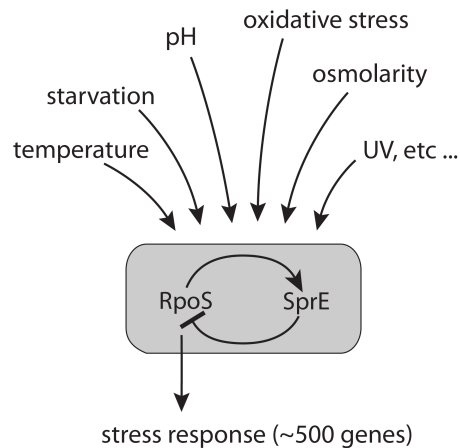 oxidative stress
pH
osmolarity
starvation
temperature
UV, etc ...
RpoS
SprE
stress response (~500 genes)